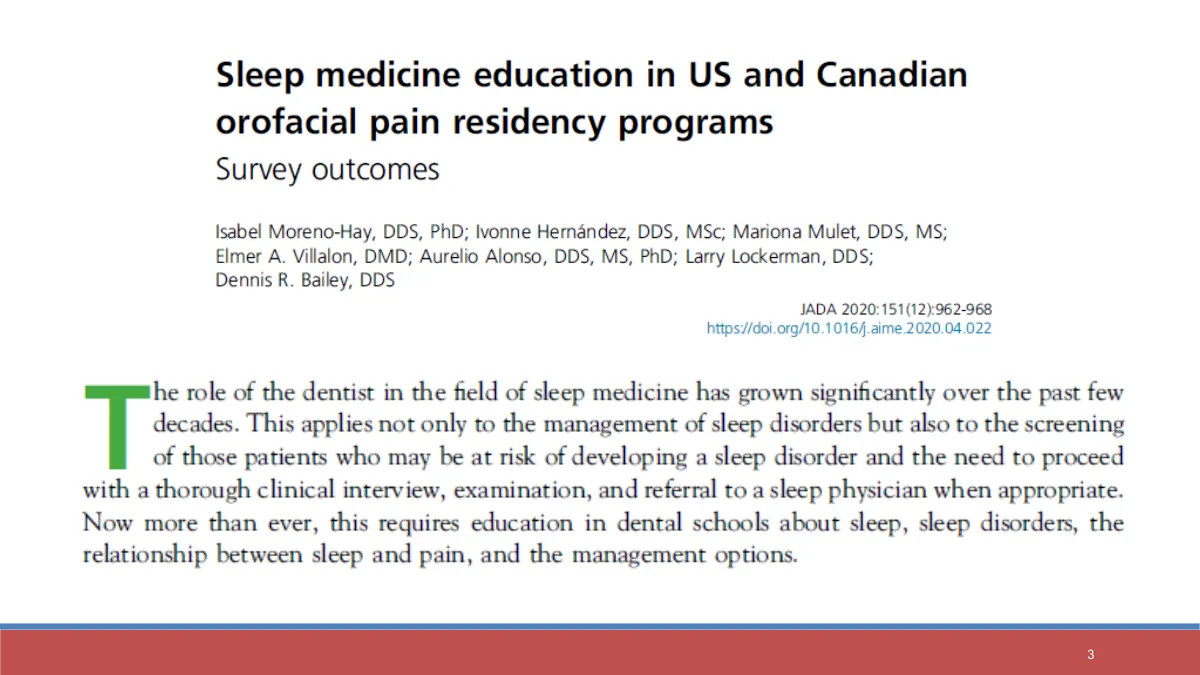 Sleep medicine education in US and Canadian
orofacial pain residency programs
Survey outcomes
Isabel Moreno-Hay, DDS, PhD; Ivonne Hernández, DDS, MSc; Mariona Mulet, DDS, MS;
Elmer A. Villalon, DMD; Aurelio Alonso, DDS, MS, PhD; Larry Lockerman, DDS;
Dennis R. Bailey, DDS
JADA 2020:151(12):962-968
https://doi.org/10.1016/j.aime.2020.04.022
The role of the dentist in the field of sleep medicine has grown significantly over the past few
decades. This applies not only to the management of sleep disorders but also to the screening
of those patients who may be at risk of developing a sleep disorder and the need to proceed
with a thorough clinical interview, examination, and referral to a sleep physician when appropriate.
Now more than ever, this requires education in dental schools about sleep, sleep disorders, the
relationship between sleep and pain, and the management options.
3